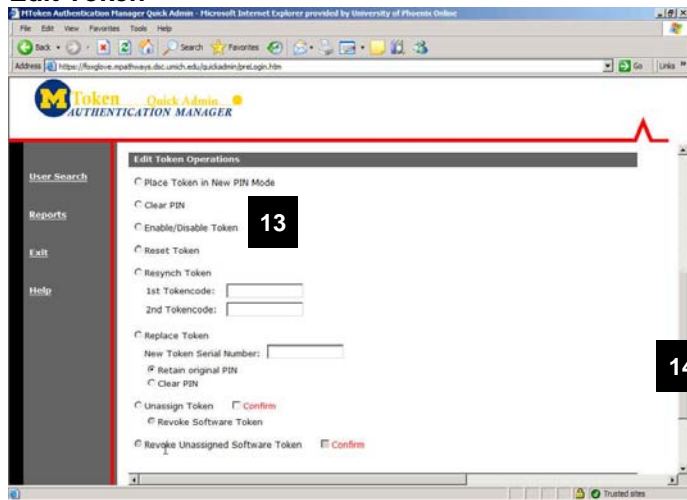 Edit Token
MToken Authentication Manager Quick Admin - Microsoft Internet Explorer provided by University of Phoenix Online
File Edit View Favorites Tools Help
Back Search Favorites
Address https://foxglove.mpathways.dsc.umich.edu/quickadmin/preLogin.htm Go Links »
M Token Quick Admin
AUTHENTICATION MANAGER
User Search
Reports
Exit
Help
Edit Token Operations
Place Token in New PIN Mode
Clear PIN
Enable/Disable Token
13
Reset Token
Resynch Token
1st Tokencode:
2nd Tokencode:
Replace Token
New Token Serial Number:
Retain original PIN
Clear PIN
14
Unassign Token Confirm
Revoke Software Token
Revoke Unassigned Software Token Confirm
Trusted sites